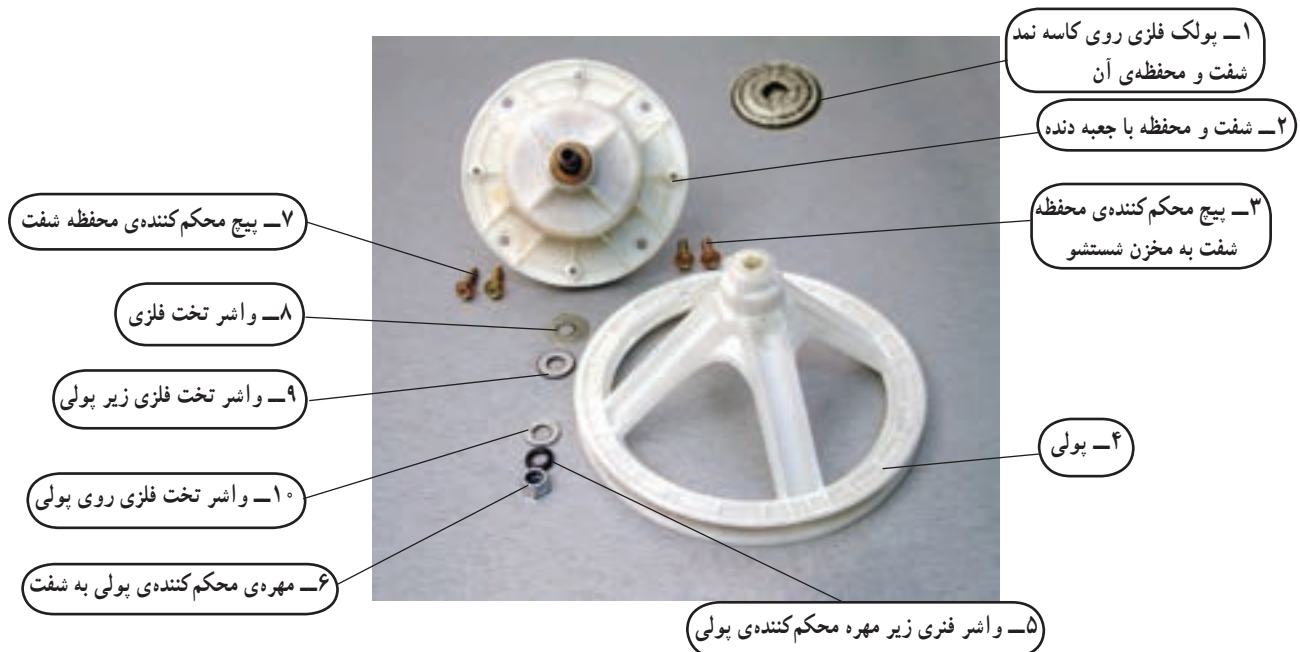 ۱ــ پولک فلزی روی کاسه نمد
شفت و محفظه‌ی آن
۲ــ شفت و محفظه با جعبه دنده
۳ــ پیچ محکم‌کننده‌ی محفظه
شفت به مخزن شستشو
۴ــ پولی
۵ــ واشر فنری زیر مهره محکم‌کننده‌ی پولی
۶ــ مهره‌ی محکم‌کننده‌ی پولی به شفت
۷ــ پیچ محکم‌کننده‌ی محفظه شفت
۸ــ واشر تخت فلزی
۹ــ واشر تخت فلزی زیر پولی
۱۰ــ واشر تخت فلزی روی پولی